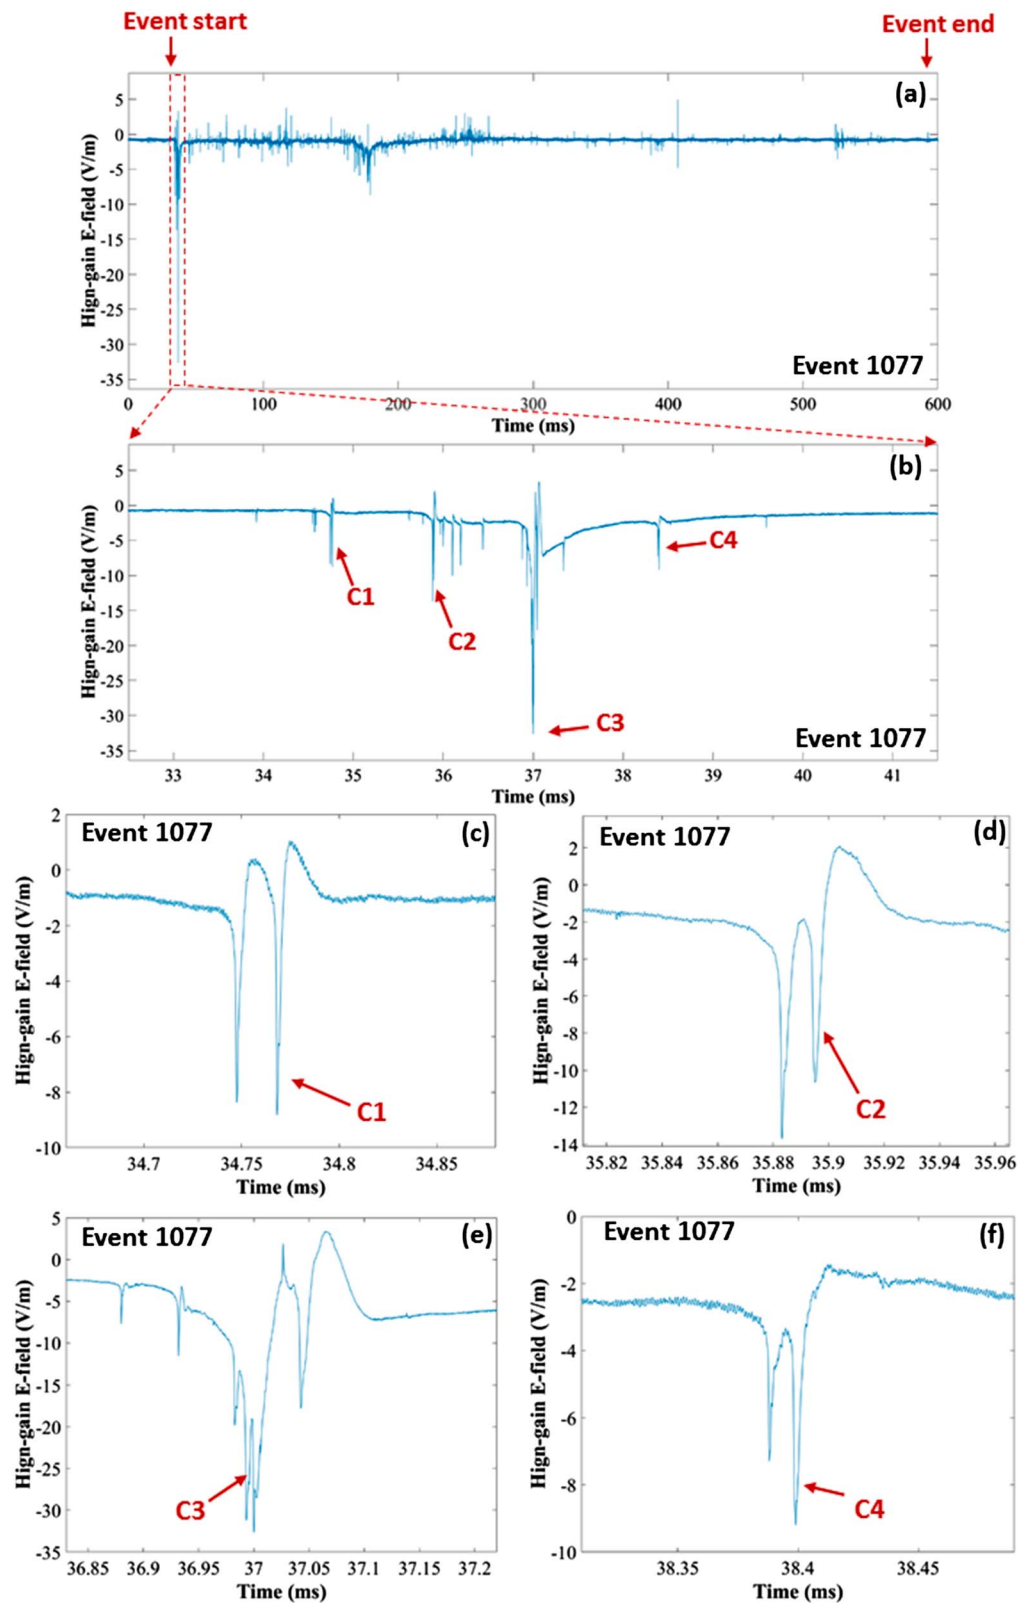 Event start
Event end
(a)
5
0
-5
-10
-15
-20
-25
-30
-35
Hign-gain E-field (V/m)
Event 1077
0 100 200 300 400 500 600
Time (ms)
(b)
5
0
-5
-10
-15
-20
-25
-30
-35
Hign-gain E-field (V/m)
C1
C2
C3
C4
Event 1077
33 34 35 36 37 38 39 40 41
Time (ms)
Event 1077
(c)
2
0
-2
-4
-6
-8
-10
Hign-gain E-field (V/m)
C1
34.7 34.75 34.8 34.85
Time (ms)
Event 1077
(d)
2
0
-2
-4
-6
-8
-10
-12
-14
Hign-gain E-field (V/m)
C2
35.82 35.84 35.86 35.88 35.9 35.92 35.94 35.96
Time (ms)
Event 1077
(e)
5
0
-5
-10
-15
-20
-25
-30
-35
Hign-gain E-field (V/m)
C3
36.85 36.9 36.95 37 37.05 37.1 37.15 37.2
Time (ms)
Event 1077
(f)
0
-2
-4
-6
-8
-10
Hign-gain E-field (V/m)
C4
38.35 38.4 38.45
Time (ms)